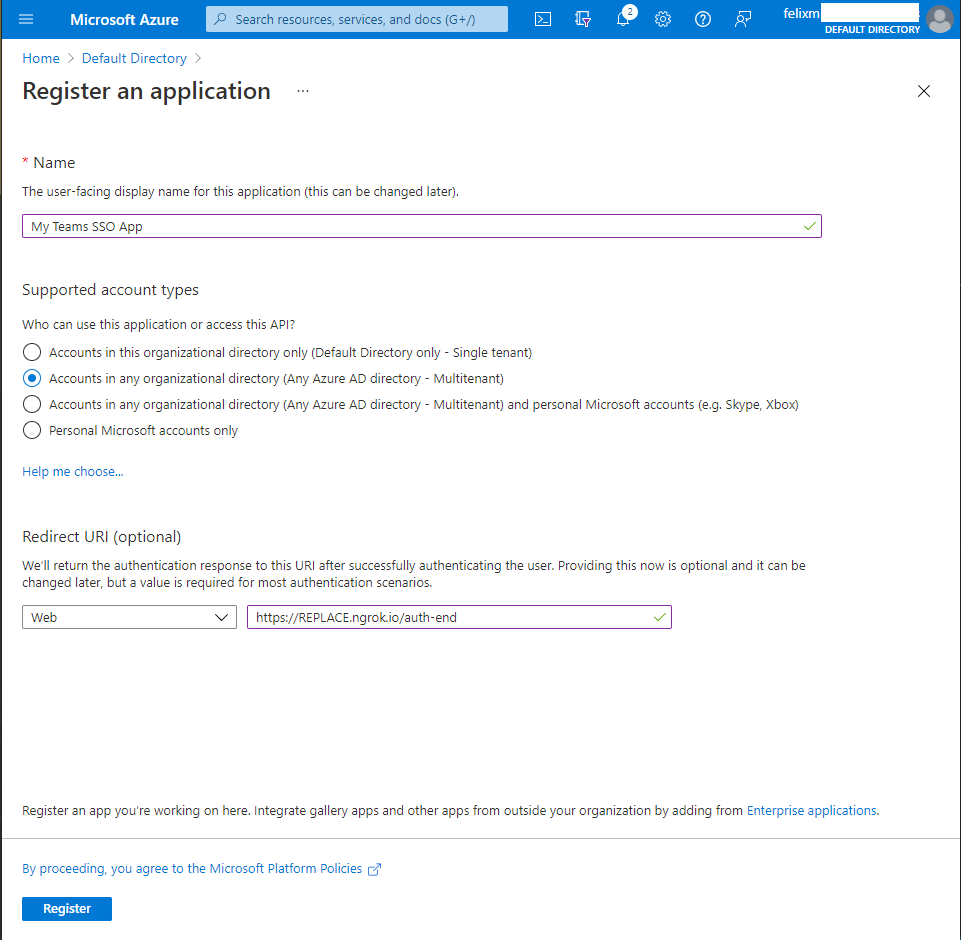 Microsoft Azure
Search resources, services, and docs (G+/)
2
felixm
DEFAULT DIRECTORY
Home > Default Directory >
Register an application ...
* Name
The user-facing display name for this application (this can be changed later).
My Teams SSO App
Supported account types
Who can use this application or access this API?
Accounts in this organizational directory only (Default Directory only - Single tenant)
Accounts in any organizational directory (Any Azure AD directory - Multitenant)
Accounts in any organizational directory (Any Azure AD directory - Multitenant) and personal Microsoft accounts (e.g. Skype, Xbox)
Personal Microsoft accounts only
Help me choose...
Redirect URI (optional)
We'll return the authentication response to this URI after successfully authenticating the user. Providing this now is optional and it can be
changed later, but a value is required for most authentication scenarios.
Web
https://REPLACE.ngrok.io/auth-end
Register an app you're working on here. Integrate gallery apps and other apps from outside your organization by adding from Enterprise applications.
By proceeding, you agree to the Microsoft Platform Policies
Register